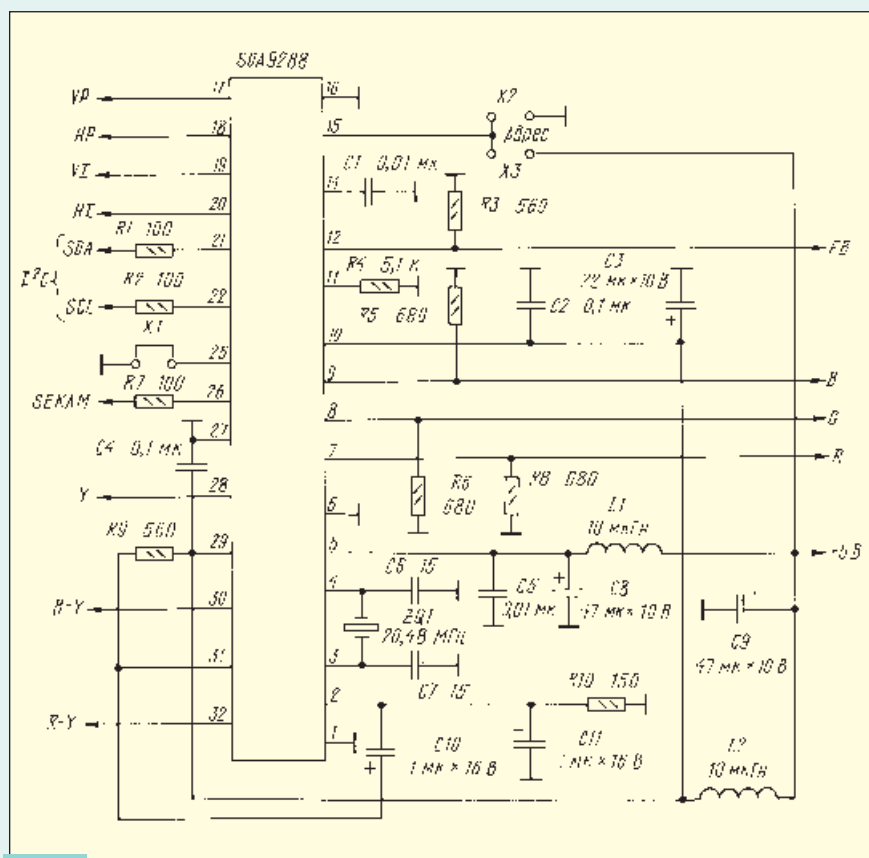 SDA9288
17
16
VP
X2
18
15
HP
Адрес
19
X3
VI
C1 0,01 мк
14
20
HI
R3 560
R1 100
21
12
SDA
FB
I²C
R4 5,1 к
C3
R2 100
11
22 мк×10 В
22
SCL
R5 680
C2 0,1 мк
X1
10
25
R7 100
9
B
26
SEKAM
8
G
27
C4 0,1 мк
7
R
28
Y
R6
680
R8 680
6
L1
R9 560
10 мкГн
29
5
+5 В
4
C5 15
C6
C8
0,01 мк
47 мк×10 В
30
B-Y
ZQ1
20,48 МГц
C9
31
3
47 мк×10 В
C7 15
R10 150
2
32
R-Y
1
C10
C11
L2
1 мк×16 В
1 мк×16 В
10 мкГн